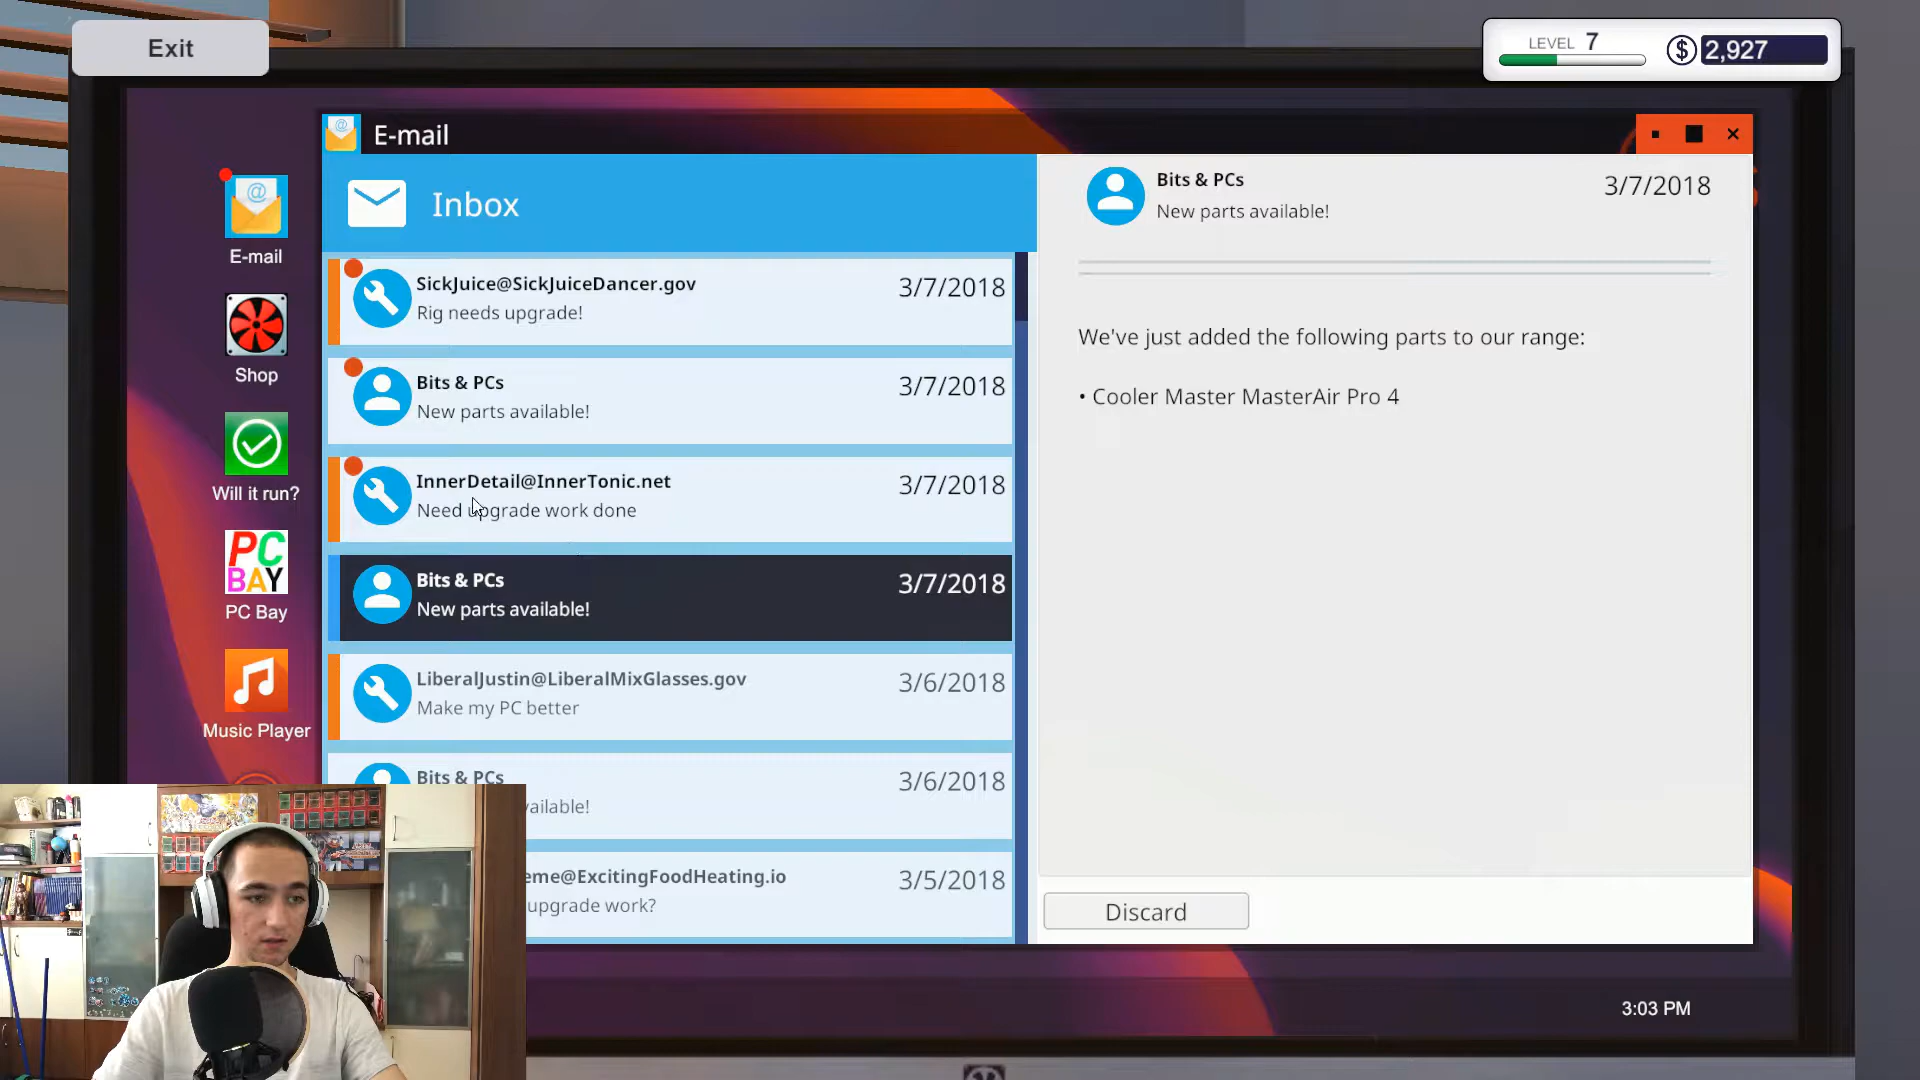 Exit
LEVEL 7
$ 2,927
E-mail
Inbox
SickJuice@SickJuiceDancer.gov
3/7/2018
Rig needs upgrade!
Bits & PCs
3/7/2018
New parts available!
InnerDetail@InnerTonic.net
3/7/2018
Need upgrade work done
Bits & PCs
3/7/2018
New parts available!
LiberalJustin@LiberalMixGlasses.gov
3/6/2018
Make my PC better
Bits & PCs
3/6/2018
vailable!
eme@ExcitingFoodHeating.io
3/5/2018
upgrade work?
E-mail
Shop
Will it run?
PC
BAY
PC Bay
Music Player
Bits & PCs
3/7/2018
New parts available!
We've just added the following parts to our range:
• Cooler Master MasterAir Pro 4
Discard
3:03 PM